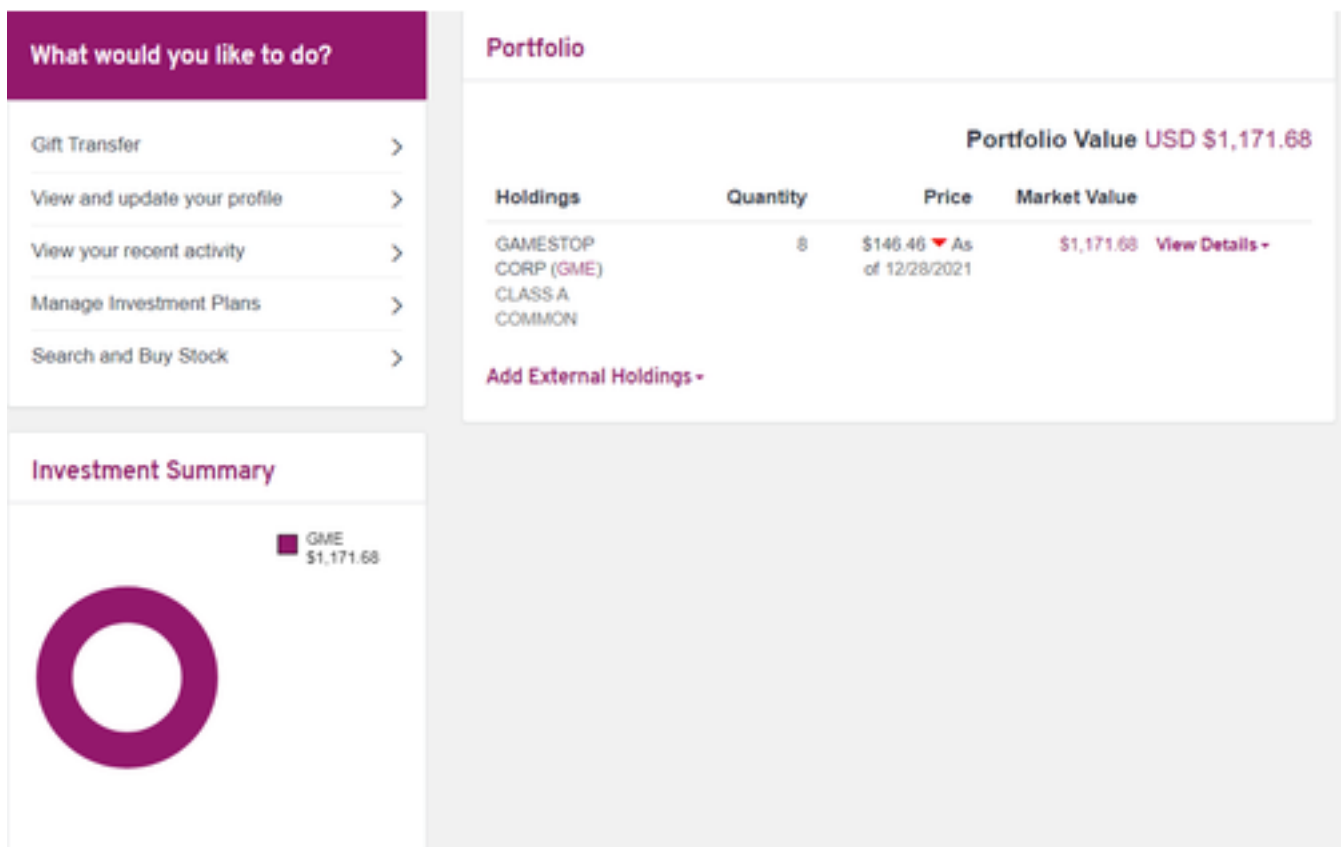 What would you like to do?
Gift Transfer
View and update your profile
View your recent activity
Manage Investment Plans
Search and Buy Stock
Portfolio
Portfolio Value USD $1,171.68
Holdings Quantity Price Market Value
GAMESTOP 8 $146.46 As $1,171.68 View Details
CORP (GME) of 12/28/2021
CLASS A
COMMON
Add External Holdings
Investment Summary
GME
$1,171.68